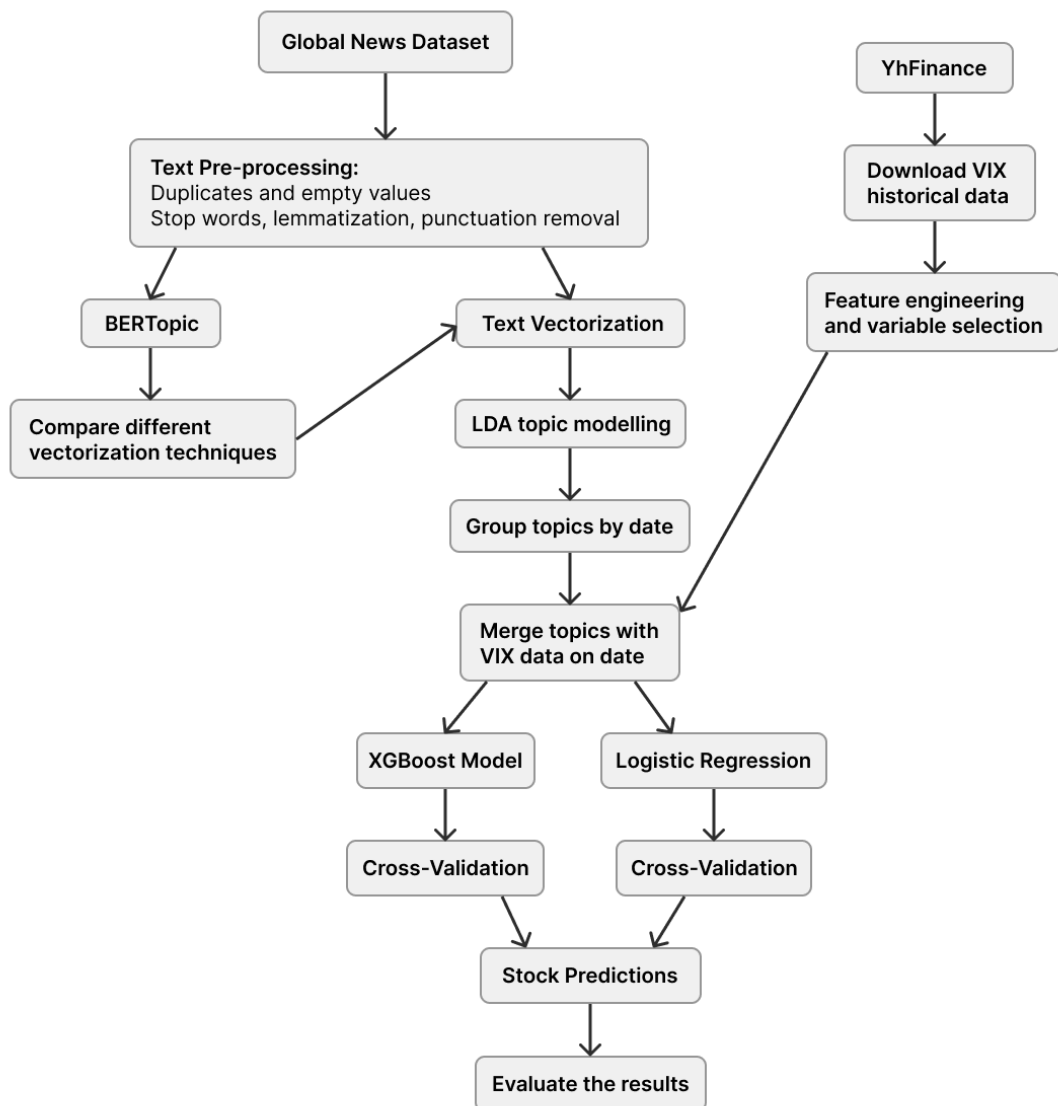 Global News Dataset
YhFinance
Text Pre-processing:
Duplicates and empty values
Stop words, lemmatization, punctuation removal
Download VIX
historical data
BERTopic
Text Vectorization
Feature engineering
and variable selection
Compare different
vectorization techniques
LDA topic modelling
Group topics by date
Merge topics with
VIX data on date
XGBoost Model
Logistic Regression
Cross-Validation
Cross-Validation
Stock Predictions
Evaluate the results